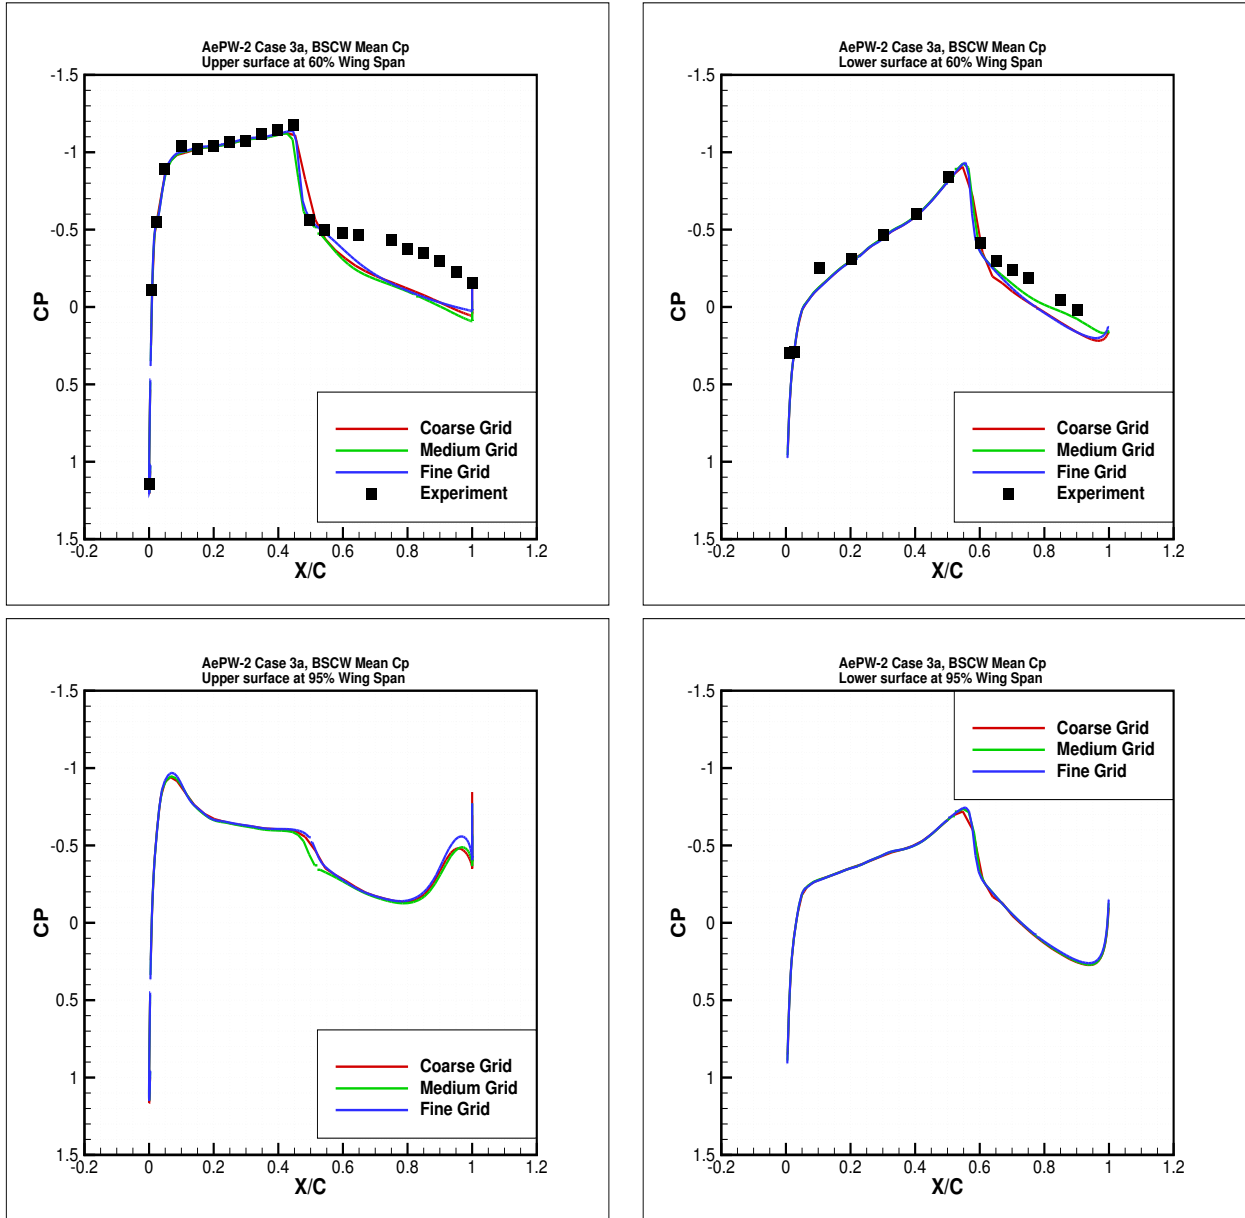 AePW-2 Case 3a, BSCW Mean Cp
Upper surface at 60% Wing Span
-1.5
-1
-0.5
0
0.5
1
1.5
CP
-0.2
0
0.2
0.4
0.6
0.8
1
1.2
X/C
Coarse Grid
Medium Grid
Fine Grid
Experiment
AePW-2 Case 3a, BSCW Mean Cp
Lower surface at 60% Wing Span
-1.5
-1
-0.5
0
0.5
1
1.5
CP
-0.2
0
0.2
0.4
0.6
0.8
1
1.2
X/C
Coarse Grid
Medium Grid
Fine Grid
Experiment
AePW-2 Case 3a, BSCW Mean Cp
Upper surface at 95% Wing Span
-1.5
-1
-0.5
0
0.5
1
1.5
CP
-0.2
0
0.2
0.4
0.6
0.8
1
1.2
X/C
Coarse Grid
Medium Grid
Fine Grid
AePW-2 Case 3a, BSCW Mean Cp
Lower surface at 95% Wing Span
-1.5
-1
-0.5
0
0.5
1
1.5
CP
-0.2
0
0.2
0.4
0.6
0.8
1
1.2
X/C
Coarse Grid
Medium Grid
Fine Grid